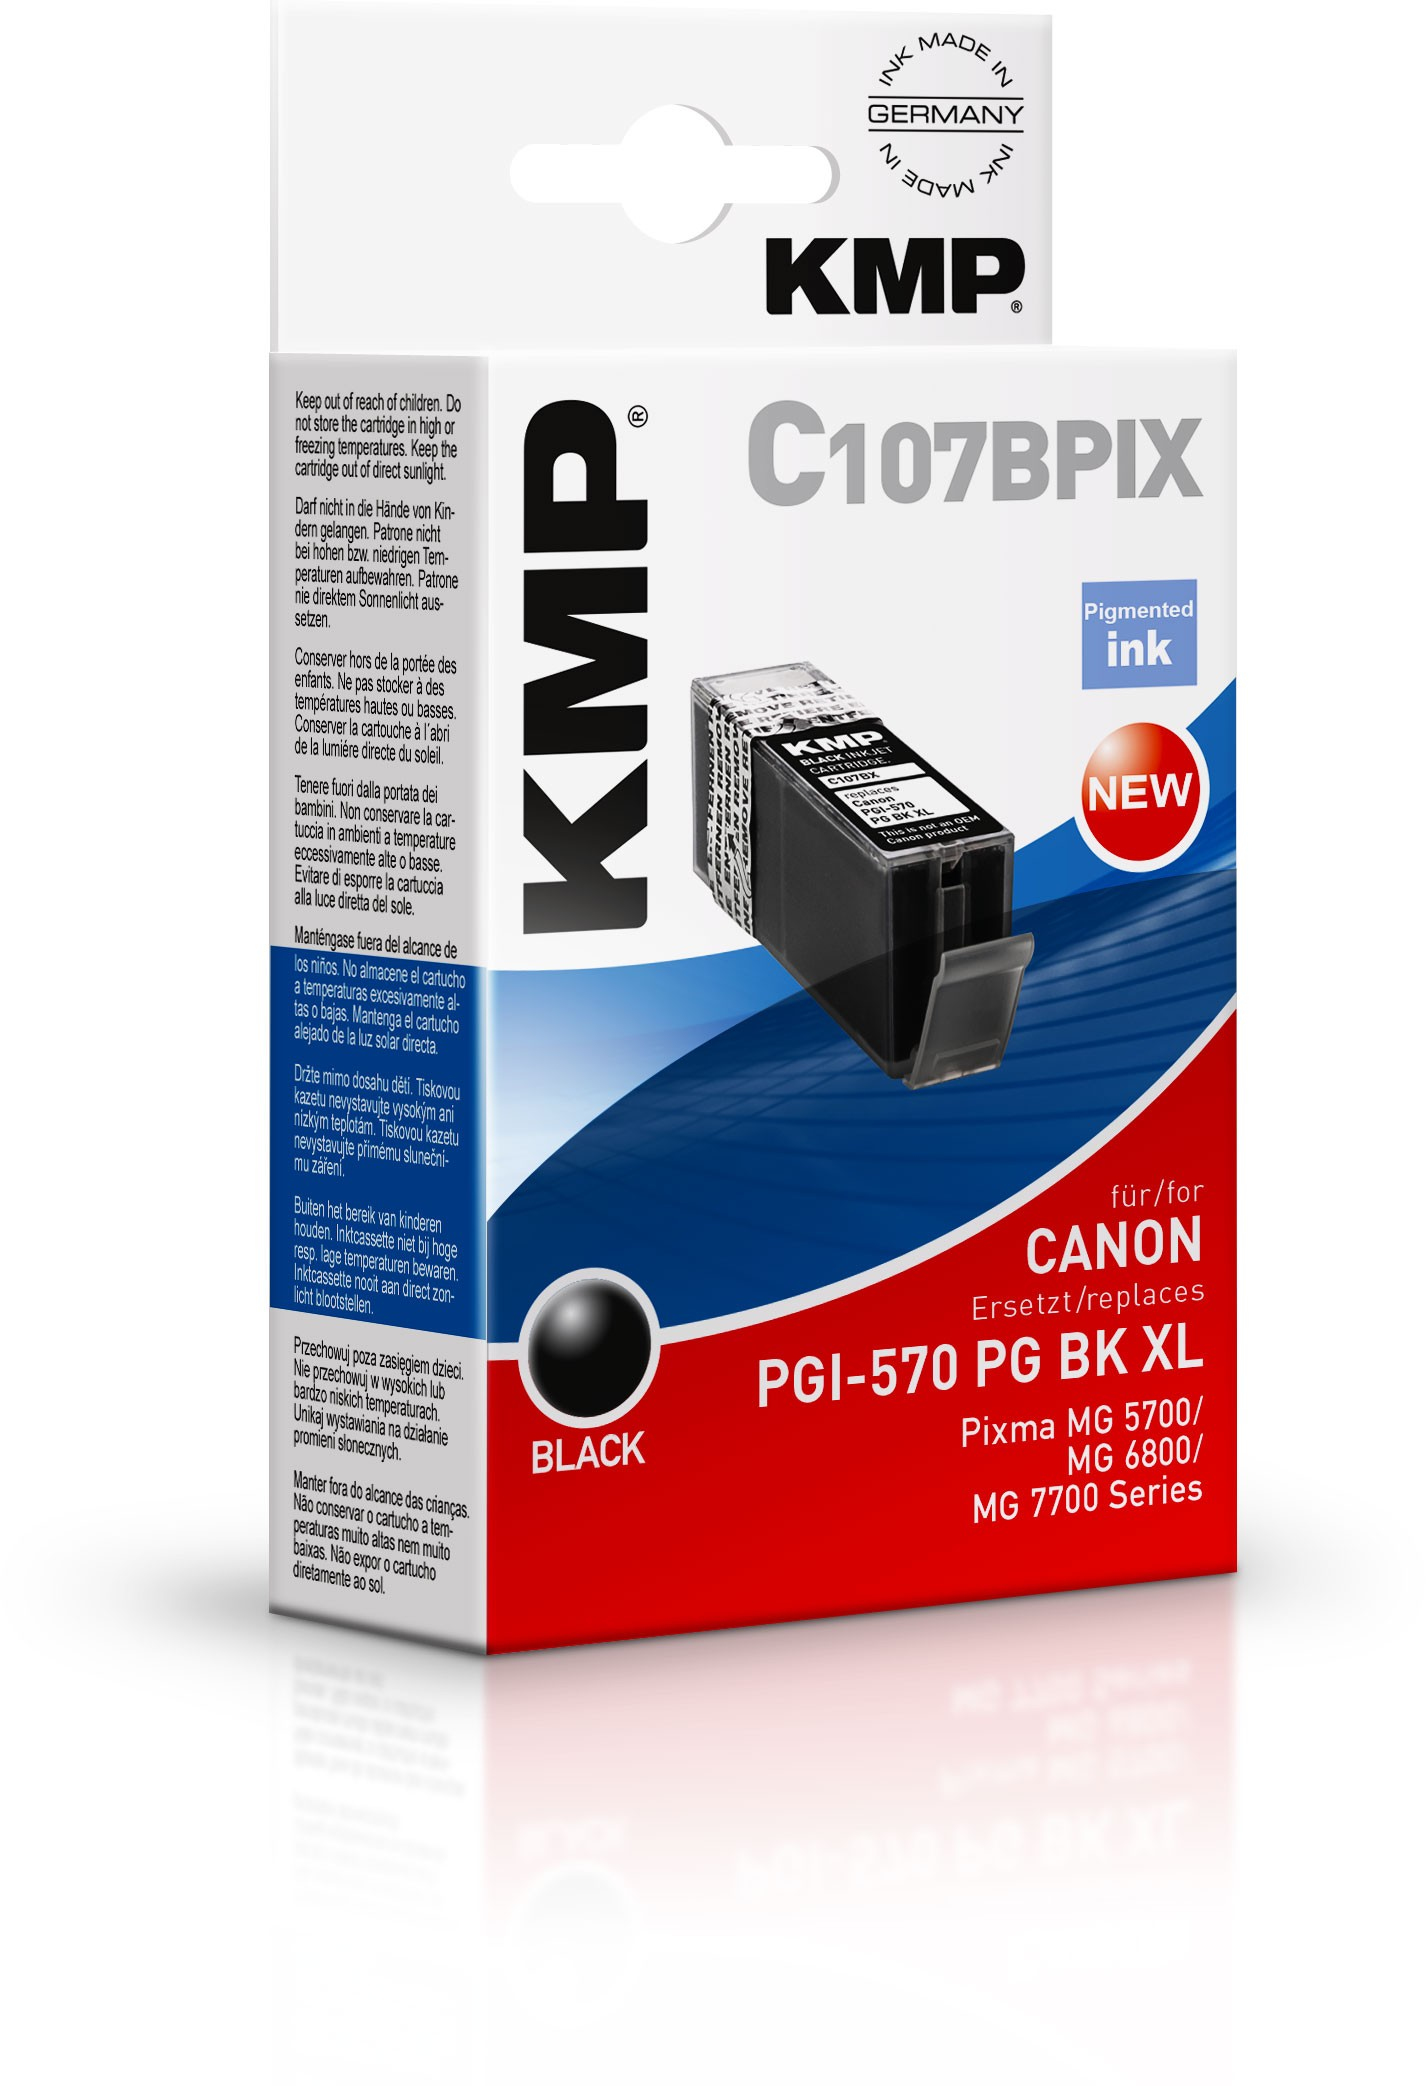 INK MADE IN
GERMANY
INK MADE IN
KMP®
KMP®
C107BPIX
Pigmented
ink
NEW
KMP
BLACK INKJET
CARTRIDGE.
C107BX
replaces
Canon
PGI-570
PG BK XL
This is not an OEM
Canon product
für/for
CANON
Ersetzt/replaces
PGI-570 PG BK XL
Pixma MG 5700/
MG 6800/
MG 7700 Series
BLACK
Keep out of reach of children. Do
not store the cartridge in high or
freezing temperatures. Keep the
cartridge out of direct sunlight.
Darf nicht in die Hände von Kin-
dern gelangen. Patrone nicht
bei hohen bzw. niedrigen Tem-
peraturen aufbewahren. Patrone
nie direktem Sonnenlicht aus-
setzen.
Conserver hors de la portée des
enfants. Ne pas stocker à des
températures hautes ou basses.
Conserver la cartouche à l´abri
de la lumiére directe du soleil.
Tenere fuori dalla portata dei
bambini. Non conservare la car-
tuccia in ambienti a temperature
eccessivamente alte o basse.
Evitare di esporre la cartuccia
alla luce diretta del sole.
Manténgase fuera del alcance de
los niños. No almacene el cartucho
a temperaturas excesivamente al-
tas o bajas. Mantenga el cartucho
alejado de la luz solar directa.
Držte mimo dosahu dětí. Tiskovou
kazetu nevystavujte vysokým ani
nízkým teplotám. Tiskovou kazetu
nevystavujte přímému sluneční-
mu záření.
Buiten het bereik van kinderen
houden. Inktcassette niet bij hoge
resp. lage temperaturen bewaren.
Inktcassette nooit aan direct zon-
licht blootstellen.
Przechowuj poza zasięgiem dzieci.
Nie przechowuj w wysokich lub
bardzo niskich temperaturach.
Unikaj wystawiania na działanie
promieni słonecznych.
Manter fora do alcance das crianças.
Não conservar o cartucho a tem-
peraturas muito altas nem muito
baixas. Não expor o cartucho
diretamente ao sol.